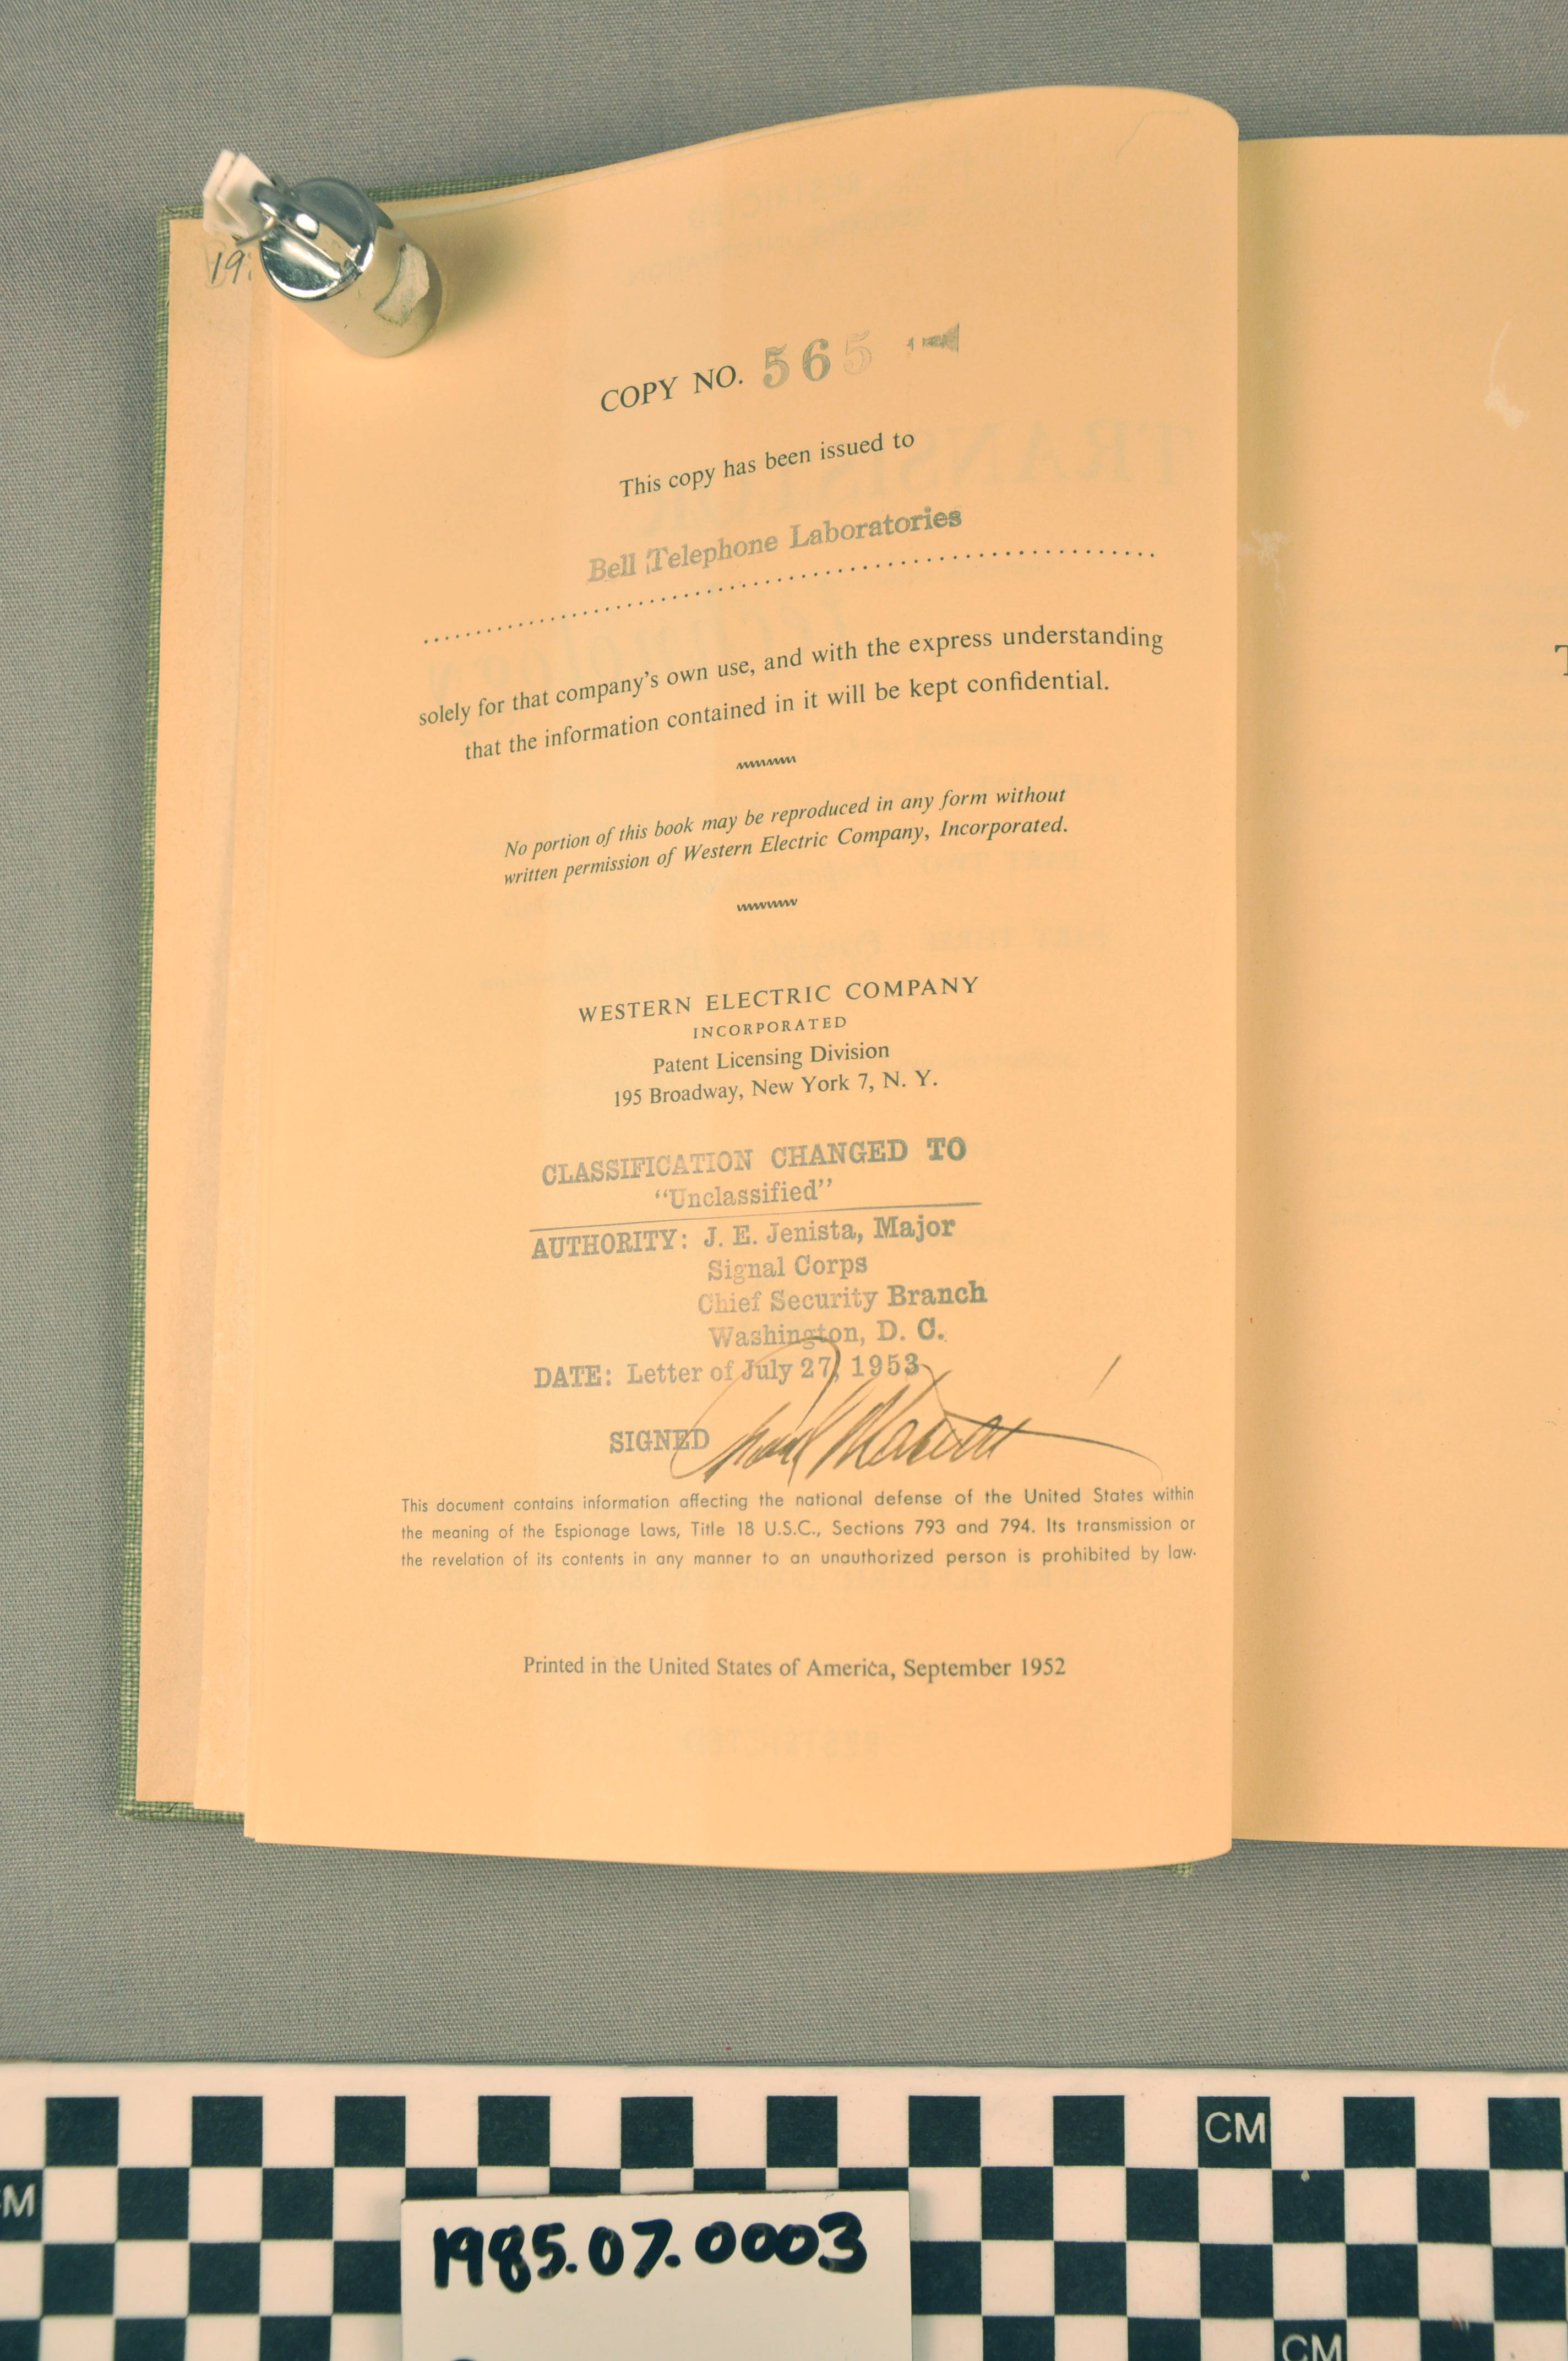 COPY NO. 565
This copy has been issued to
Bell Telephone Laboratories
solely for that company's own use, and with the express understanding
that the information contained in it will be kept confidential.
No portion of this book may be reproduced in any form without
written permission of Western Electric Company, Incorporated.
WESTERN ELECTRIC COMPANY
INCORPORATED
Patent Licensing Division
195 Broadway, New York 7, N. Y.
CLASSIFICATION CHANGED TO
"Unclassified"
AUTHORITY: J. E. Jenista, Major
Signal Corps
Chief Security Branch
Washington, D. C.
DATE: Letter of July 27, 1953
SIGNED
This document contains information affecting the national defense of the United States within
the meaning of the Espionage Laws, Title 18 U.S.C., Sections 793 and 794. Its transmission or
the revelation of its contents in any manner to an unauthorized person is prohibited by law.
Printed in the United States of America, September 1952
CM
1985.07.0003
CM